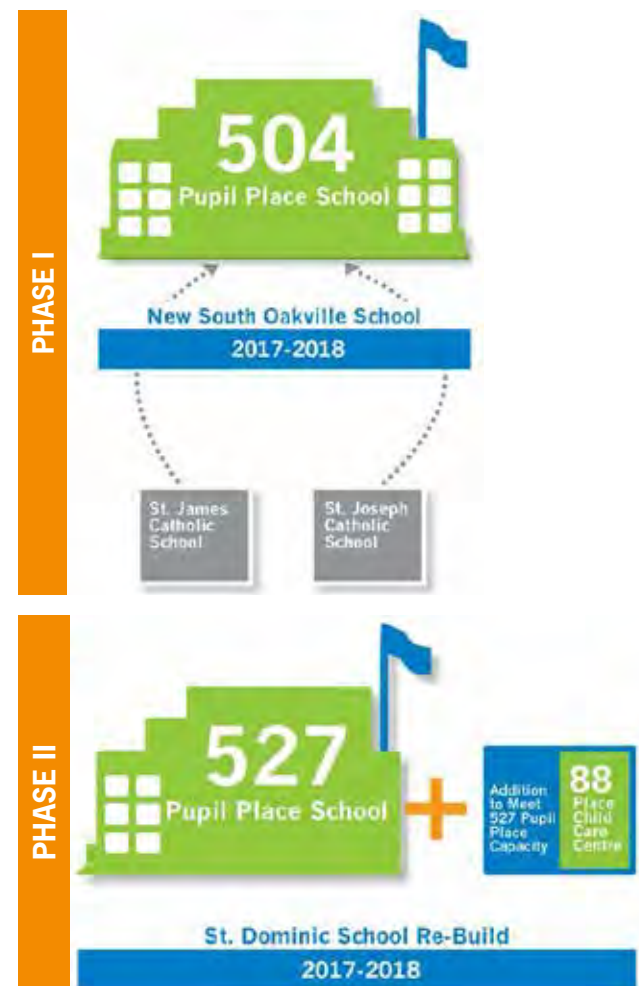 PHASE I
504
Pupil Place School
New South Oakville School
2017-2018
St. James
Catholic
School
St. Joseph
Catholic
School
PHASE II
527
Pupil Place School
+
Addition
to Meet
527 Pupil
Place
Capacity
88
Place
Child
Care
Centre
St. Dominic School Re-Build
2017-2018